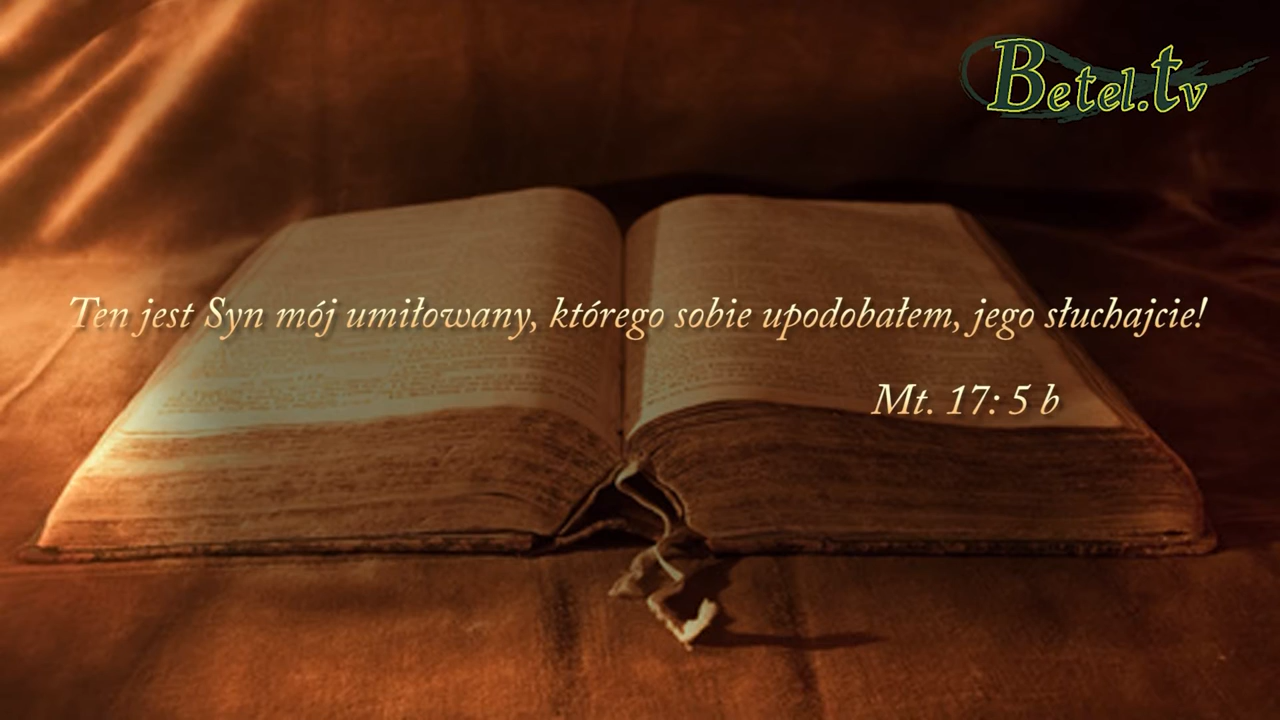 Betel.tv
Ten jest Syn mój umiłowany, którego sobie upodobałem, jego słuchajcie!
Mt. 17: 5 b